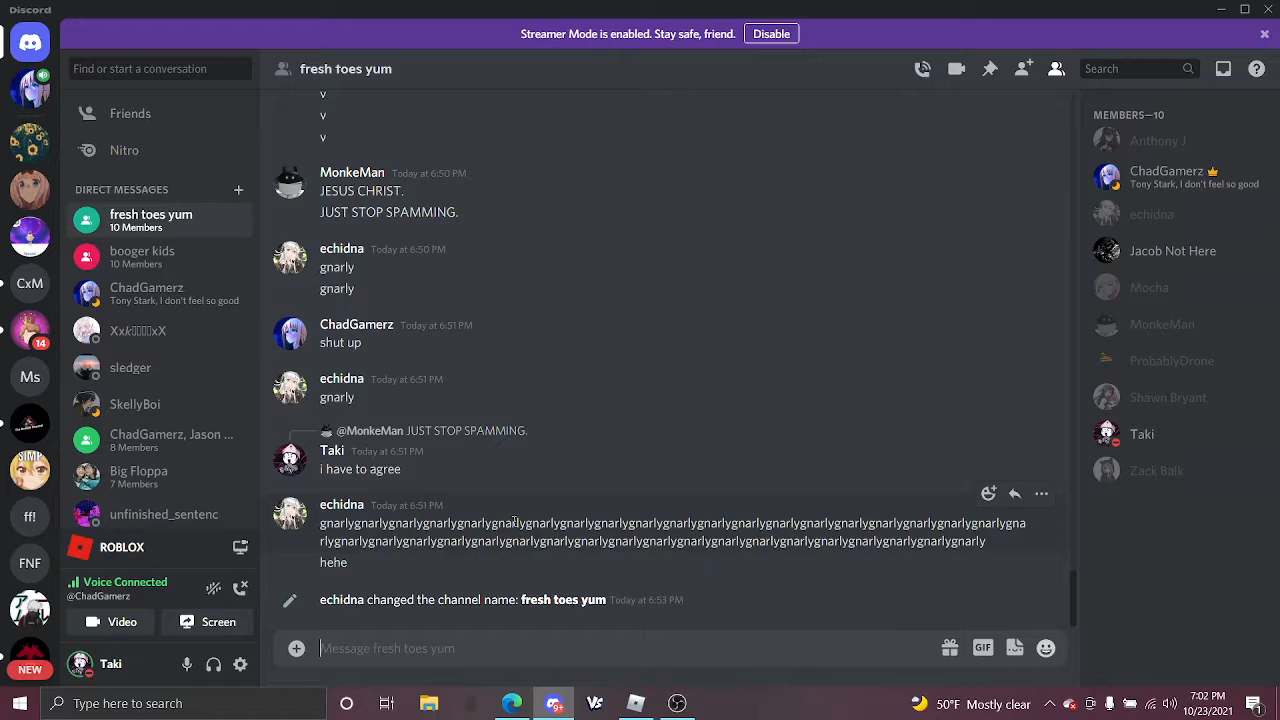 Discord
Streamer Mode is enabled. Stay safe, friend.
Disable
Find or start a conversation
Friends
Nitro
DIRECT MESSAGES
fresh toes yum
10 Members
booger kids
10 Members
ChadGamerz
Tony Stark, I don't feel so good
sledger
SkellyBoi
ChadGamerz, Jason ...
8 Members
Big Floppa
7 Members
unfinished_sentenc
ROBLOX
Voice Connected
@ChadGamerz
Video
Screen
Taki
14
CxM
Ms
SIMP
ff!
FNF
NEW
fresh toes yum
Search
v
v
v
MonkeMan Today at 6:50 PM
JESUS CHRIST.
JUST STOP SPAMMING.
echidna Today at 6:50 PM
gnarly
gnarly
ChadGamerz Today at 6:51 PM
shut up
echidna Today at 6:51 PM
gnarly
@MonkeMan JUST STOP SPAMMING.
Taki Today at 6:51 PM
i have to agree
echidna Today at 6:51 PM
gnarlygnarlygnarlygnarlygnarlygnarlygnarlygnarlygnarlygnarlygnarlygnarlygnarlygnarlygnarlygnarlygnarlygnarlygnarlygnarlygna
rlygnarlygnarlygnarlygnarlygnarlygnarlygnarlygnarlygnarlygnarlygnarlygnarlygnarlygnarlygnarlygnarlygnarlygnarlygnarly
hehe
echidna changed the channel name: fresh toes yum Today at 6:53 PM
Message fresh toes yum
GIF
MEMBERS—10
Anthony J
ChadGamerz
Tony Stark, I don't feel so good
echidna
Jacob Not Here
Mocha
MonkeMan
ProbablyDrone
Shawn Bryant
Taki
Zack Balk
Type here to search
9+
50°F Mostly clear
7:02 PM
10/23/2021